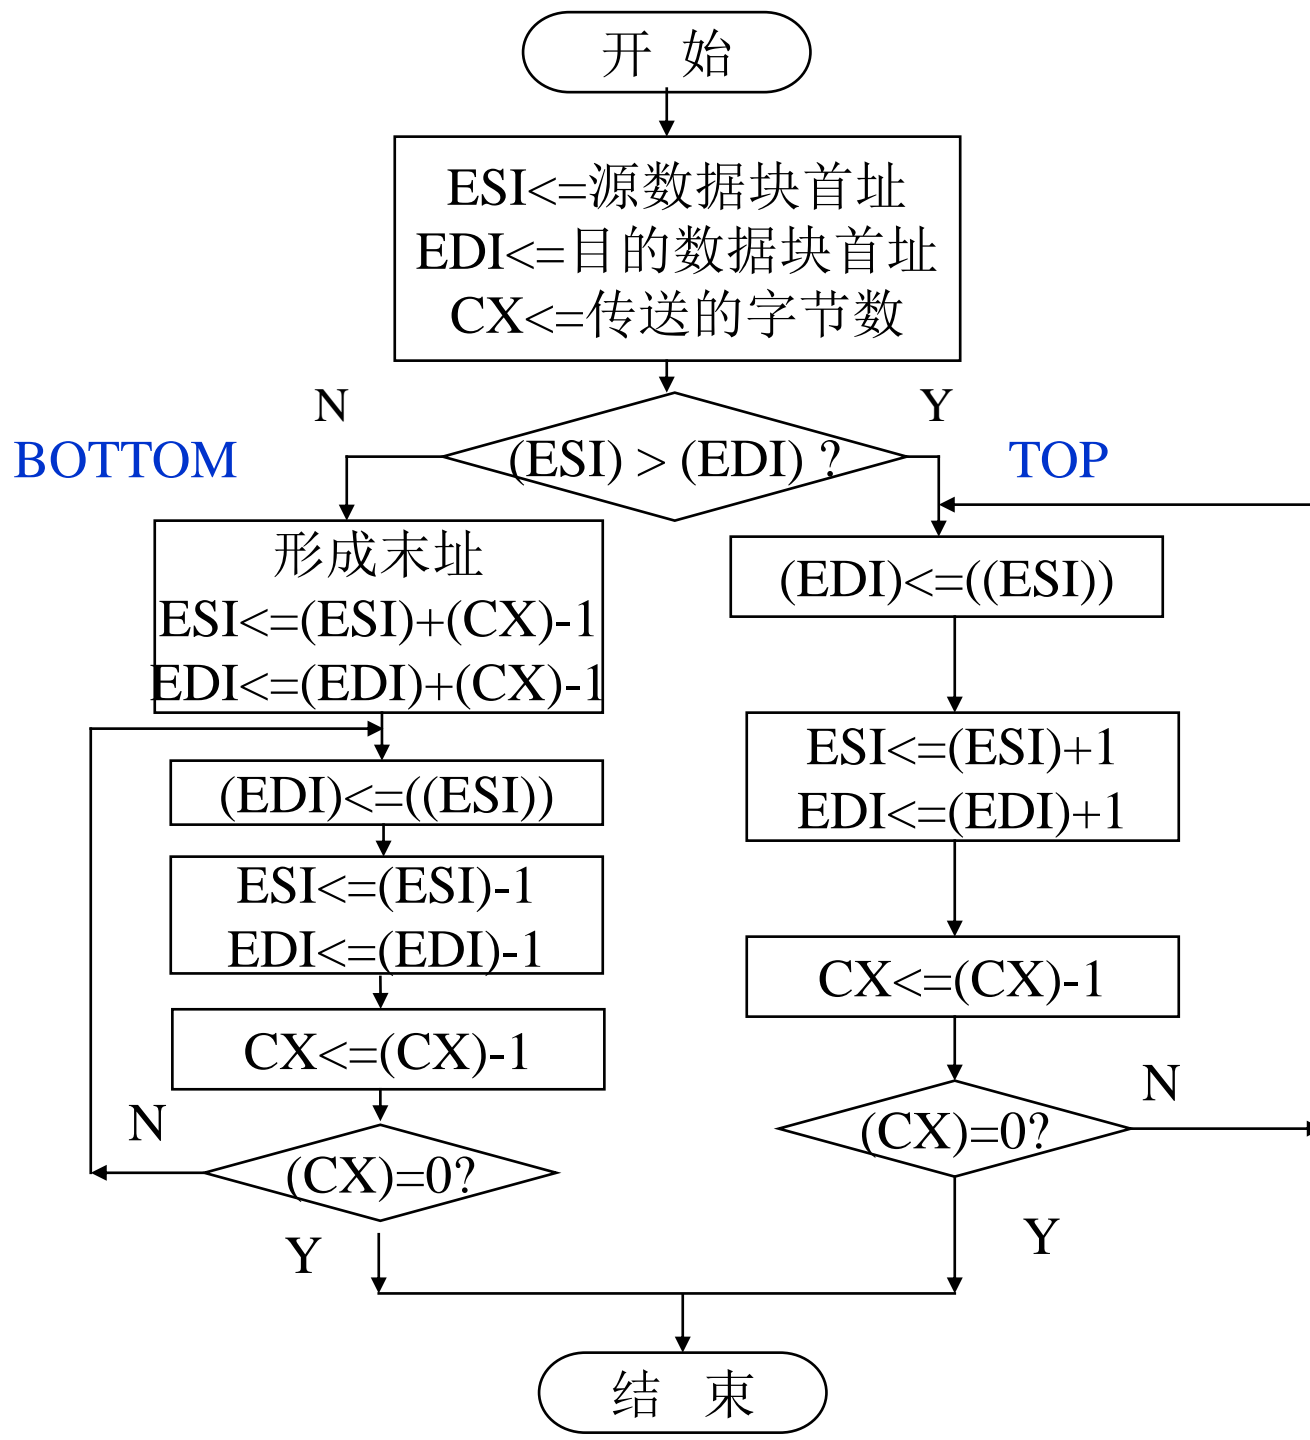 开 始
ESI<=源数据块首址
EDI<=目的数据块首址
CX<=传送的字节数
N
Y
(ESI) > (EDI) ?
BOTTOM
TOP
形成末址
ESI<=(ESI)+(CX)-1
EDI<=(EDI)+(CX)-1
(EDI)<=((ESI))
ESI<=(ESI)-1
EDI<=(EDI)-1
CX<=(CX)-1
N
(CX)=0?
Y
(EDI)<=((ESI))
ESI<=(ESI)+1
EDI<=(EDI)+1
CX<=(CX)-1
N
(CX)=0?
Y
结 束